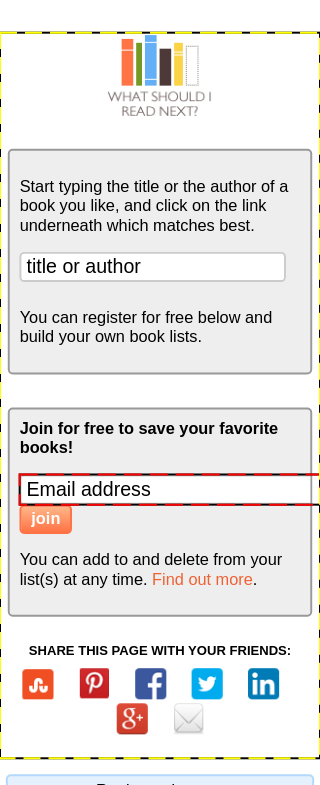 WHAT SHOULD I
READ NEXT?
Start typing the title or the author of a
book you like, and click on the link
underneath which matches best.
title or author
You can register for free below and
build your own book lists.
Join for free to save your favorite
books!
Email address
join
You can add to and delete from your
list(s) at any time. Find out more.
SHARE THIS PAGE WITH YOUR FRIENDS: